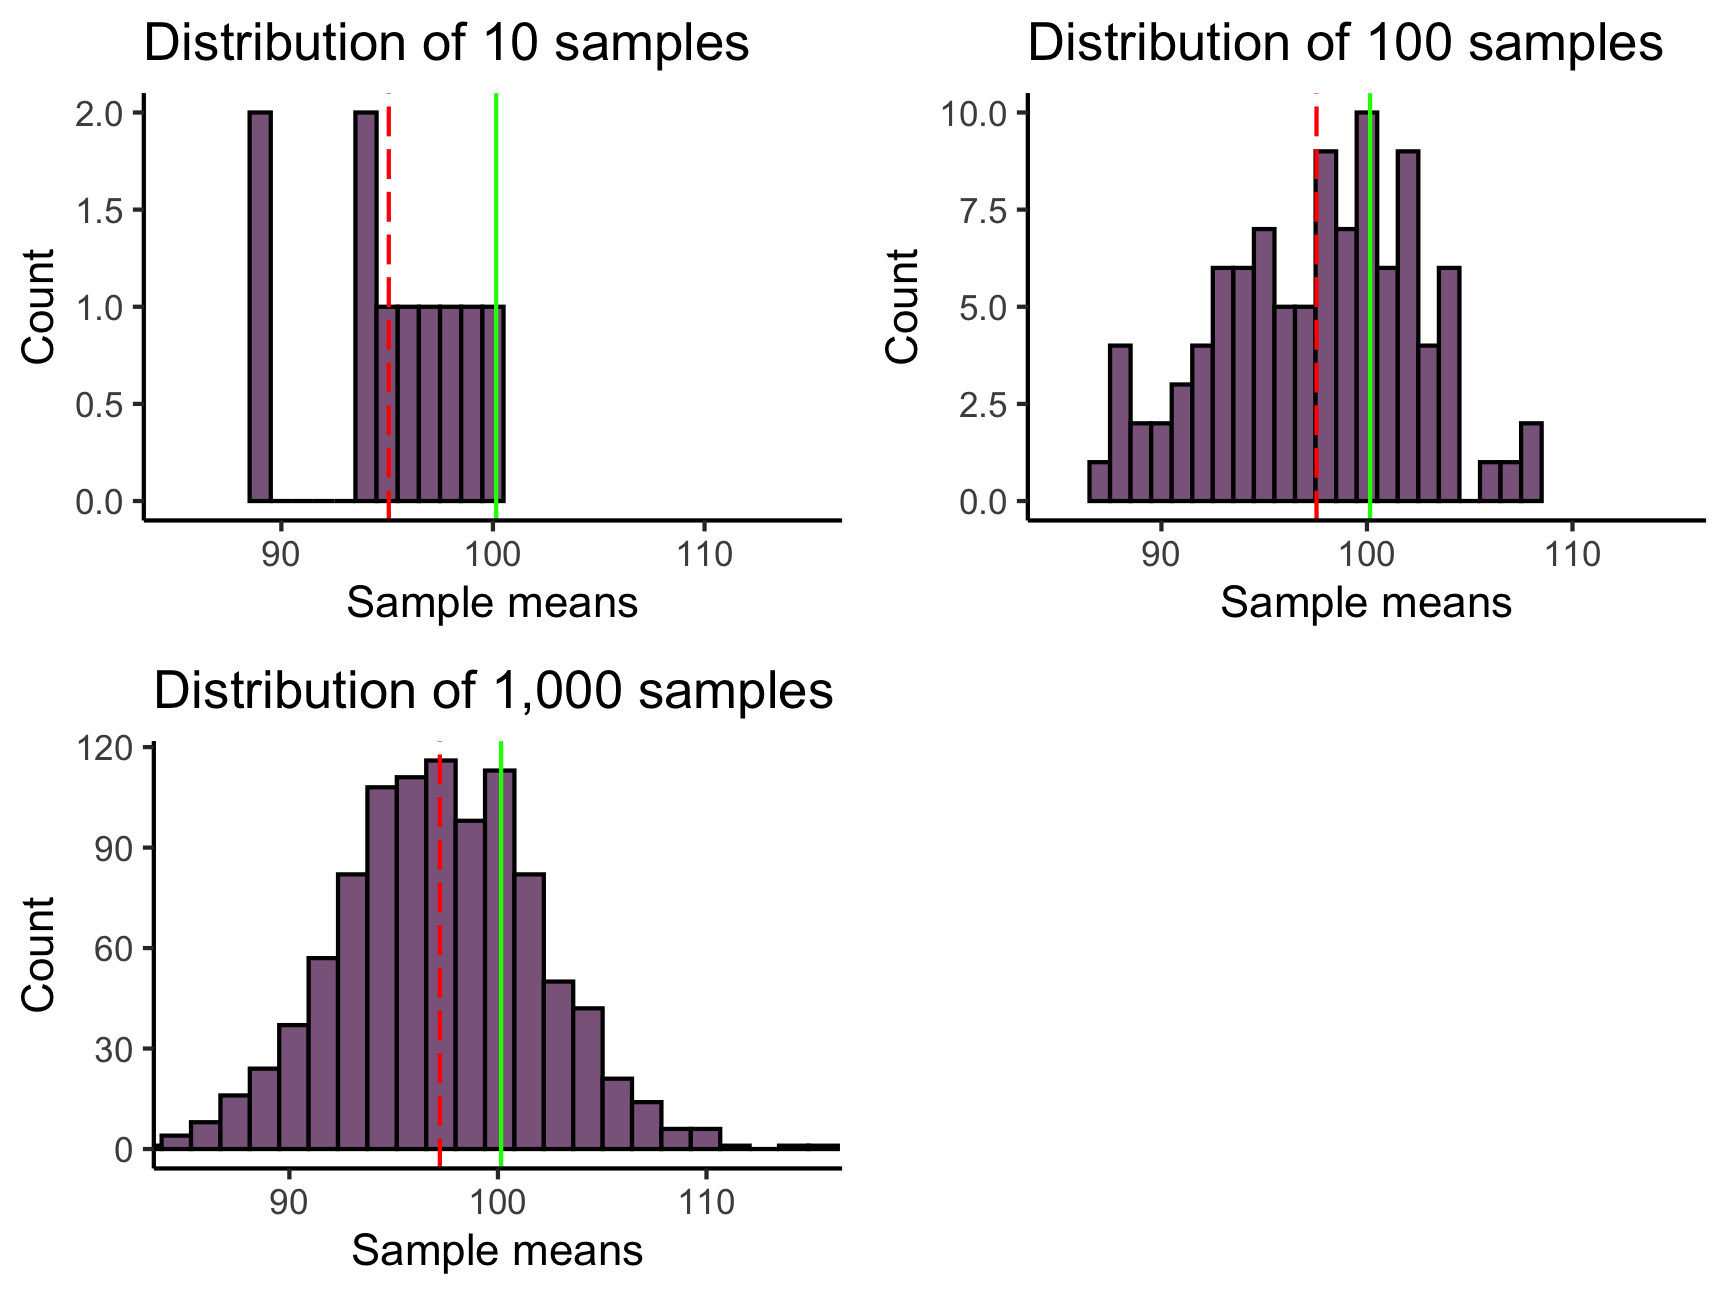 Distribution of 10 samples
2.0
1.5
1.0
0.5
0.0
Count
90 100 110
Sample means
Distribution of 100 samples
10.0
7.5
5.0
2.5
0.0
Count
90 100 110
Sample means
Distribution of 1,000 samples
120
90
60
30
0
Count
90 100 110
Sample means